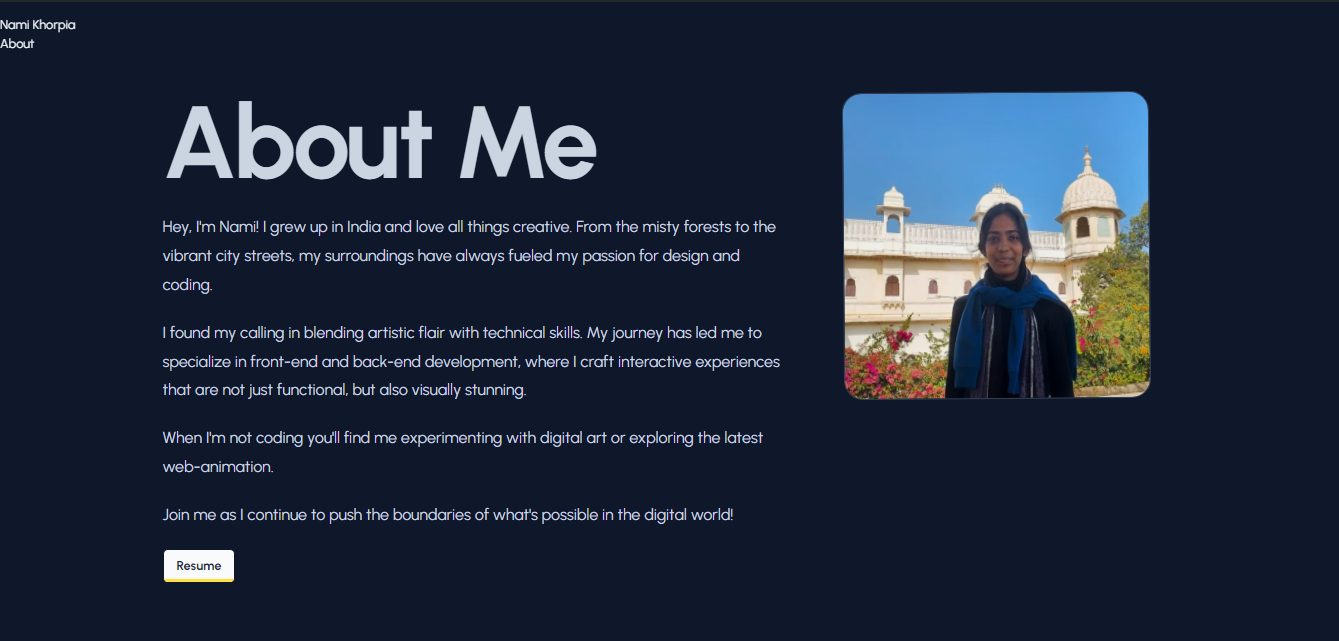 Nami Khorpia
About
About Me
Hey, I'm Nami! I grew up in India and love all things creative. From the misty forests to the
vibrant city streets, my surroundings have always fueled my passion for design and
coding.
I found my calling in blending artistic flair with technical skills. My journey has led me to
specialize in front-end and back-end development, where I craft interactive experiences
that are not just functional, but also visually stunning.
When I'm not coding you'll find me experimenting with digital art or exploring the latest
web-animation.
Join me as I continue to push the boundaries of what's possible in the digital world!
Resume